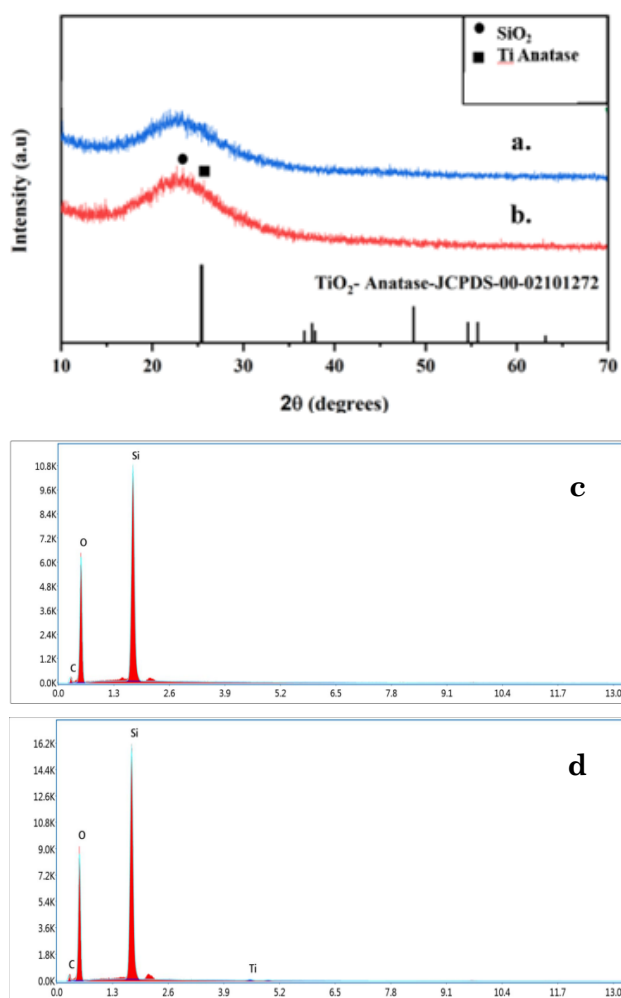 SiO₂
Ti Anatase
a.
b.
Intensity (a.u)
TiO₂- Anatase-JCPDS-00-02101272
10 20 30 40 50 60 70
2θ (degrees)
c
Si
O
C
10.8K
9.6K
8.4K
7.2K
6.0K
4.8K
3.6K
2.4K
1.2K
0.0K
0.0 1.3 2.6 3.9 5.2 6.5 7.8 9.1 10.4 11.7 13.0
d
Si
O
C
Ti
16.2K
14.4K
12.6K
10.8K
9.0K
7.2K
5.4K
3.6K
1.8K
0.0K
0.0 1.3 2.6 3.9 5.2 6.5 7.8 9.1 10.4 11.7 13.0